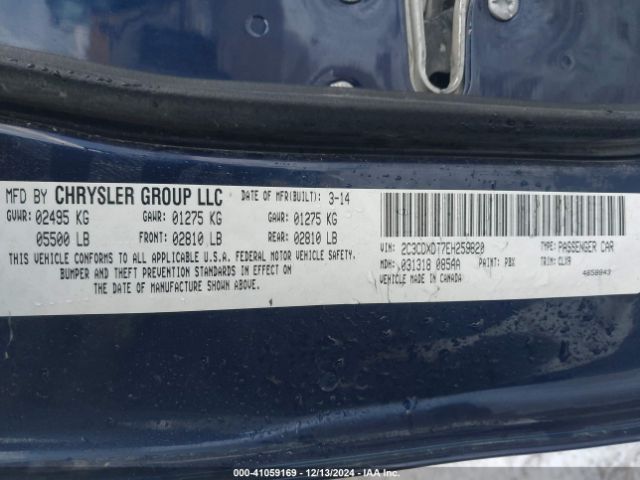 MFD BY CHRYSLER GROUP LLC DATE OF MFR(BUILT): 3-14
GVWR: 02495 KG GAWR: 01275 KG GAWR: 01275 KG
05500 LB FRONT: 02810 LB REAR: 02810 LB
THIS VEHICLE CONFORMS TO ALL APPLICABLE U.S.A. FEDERAL MOTOR VEHICLE SAFETY,
BUMPER AND THEFT PREVENTION STANDARDS IN EFFECT ON
THE DATE OF MANUFACTURE SHOWN ABOVE.
VIN: 2C3CDXDT7EH259820 TYPE: PASSENGER CAR
MDH: 031318 085AA PAINT: PBX TRIM: CLX9
VEHICLE MADE IN CANADA 4658943
000-41059169 | 12/13/2024 | IAA Inc.